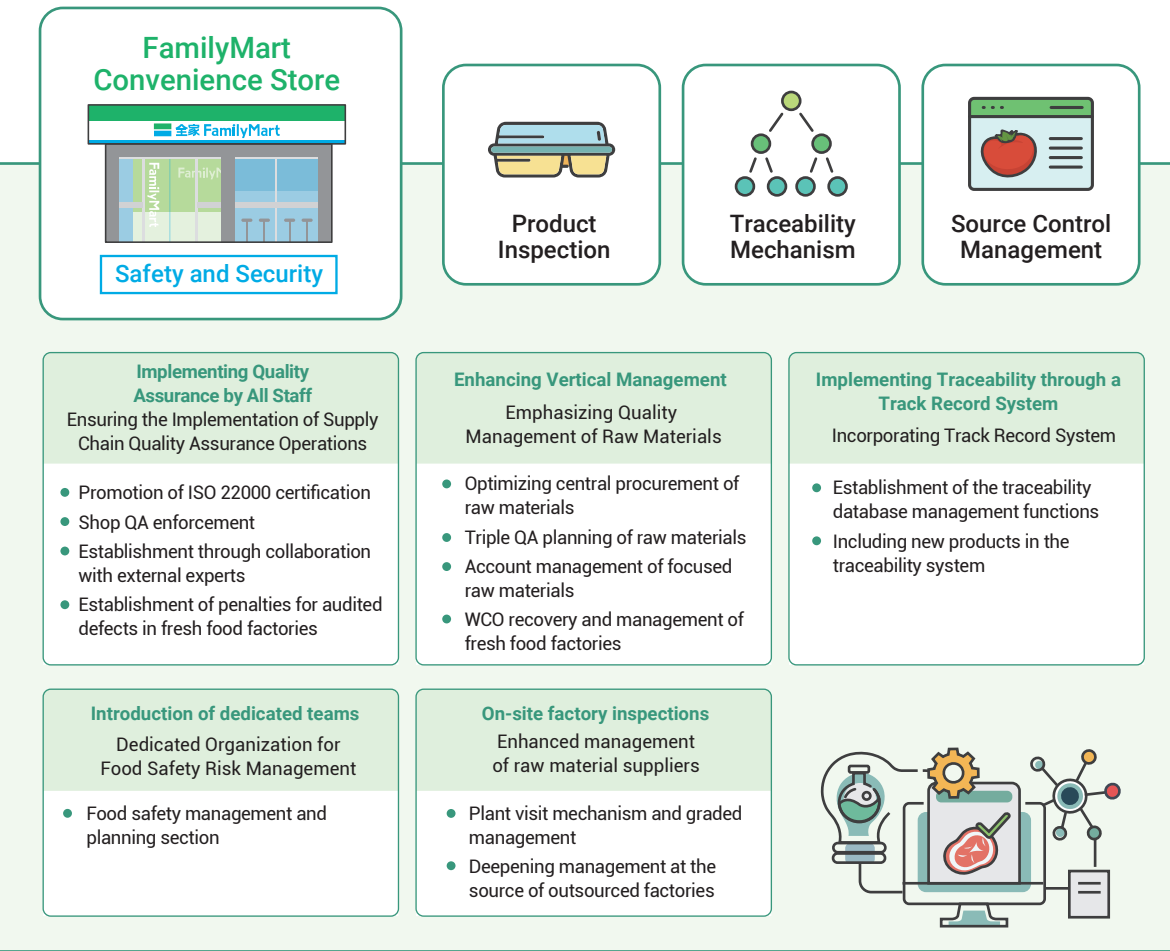 FamilyMart
Convenience Store
全家 FamilyMart
FamilyMart
FamilyM
Safety and Security
Product
Inspection
Traceability
Mechanism
Source Control
Management
Implementing Quality
Assurance by All Staff
Ensuring the Implementation of Supply
Chain Quality Assurance Operations
• Promotion of ISO 22000 certification
• Shop QA enforcement
• Establishment through collaboration
with external experts
• Establishment of penalties for audited
defects in fresh food factories
Enhancing Vertical Management
Emphasizing Quality
Management of Raw Materials
• Optimizing central procurement of
raw materials
• Triple QA planning of raw materials
• Account management of focused
raw materials
• WCO recovery and management of
fresh food factories
Implementing Traceability through a
Track Record System
Incorporating Track Record System
• Establishment of the traceability
database management functions
• Including new products in the
traceability system
Introduction of dedicated teams
Dedicated Organization for
Food Safety Risk Management
• Food safety management and
planning section
On-site factory inspections
Enhanced management
of raw material suppliers
• Plant visit mechanism and graded
management
• Deepening management at the
source of outsourced factories